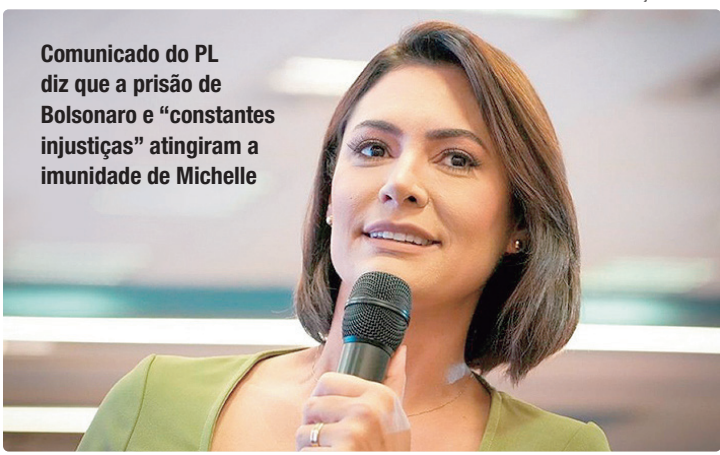 Comunicado do PL
diz que a prisão de
Bolsonaro e “constantes
injustiças” atingiram a
imunidade de Michelle